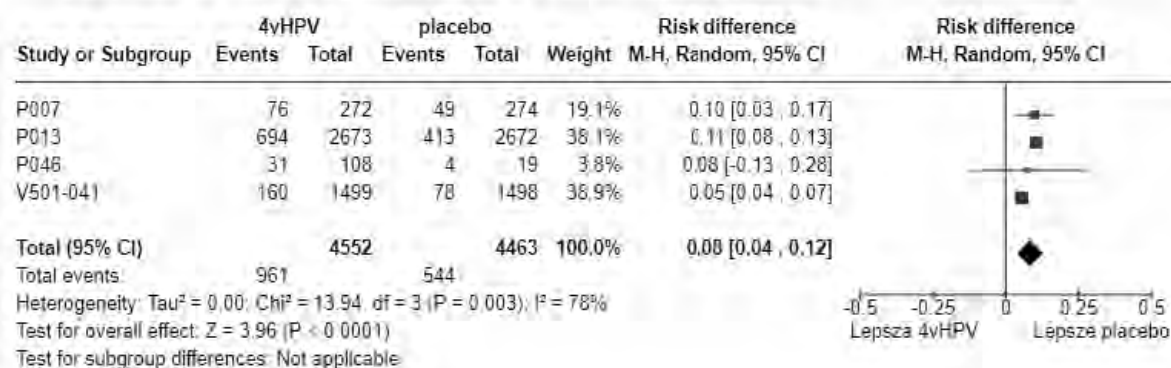 4vHPV placebo Risk difference Risk difference
Study or Subgroup Events Total Events Total Weight M-H, Random, 95% CI M-H, Random, 95% CI
P007 76 272 49 274 19.1% 0.10 [0.03 , 0.17]
P013 694 2673 413 2672 38.1% 0.11 [0.08 , 0.13]
P046 31 108 4 19 3.8% 0.08 [-0.13 , 0.28]
V501-041 160 1499 78 1498 38.9% 0.05 [0.04 , 0.07]
Total (95% CI) 4552 4463 100.0% 0.08 [0.04 , 0.12]
Total events: 961 544
Heterogeneity: Tau² = 0.00; Chi² = 13.94, df = 3 (P = 0.003); I² = 78%
Test for overall effect: Z = 3.96 (P < 0.0001)
Test for subgroup differences: Not applicable
-0.5 -0.25 0 0.25 0.5
Lepsza 4vHPV Lepsze placebo